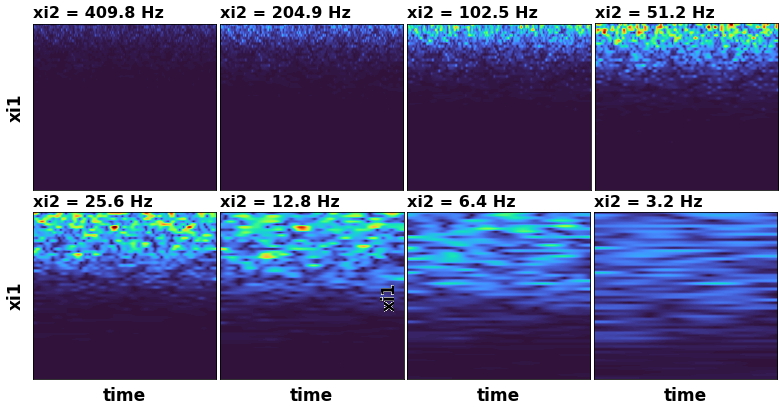 xi2 = 409.8 Hz
xi2 = 204.9 Hz
xi2 = 102.5 Hz
xi2 = 51.2 Hz
xi1
xi2 = 25.6 Hz
xi2 = 12.8 Hz
xi2 = 6.4 Hz
xi2 = 3.2 Hz
xi1
xi1
time
time
time
time